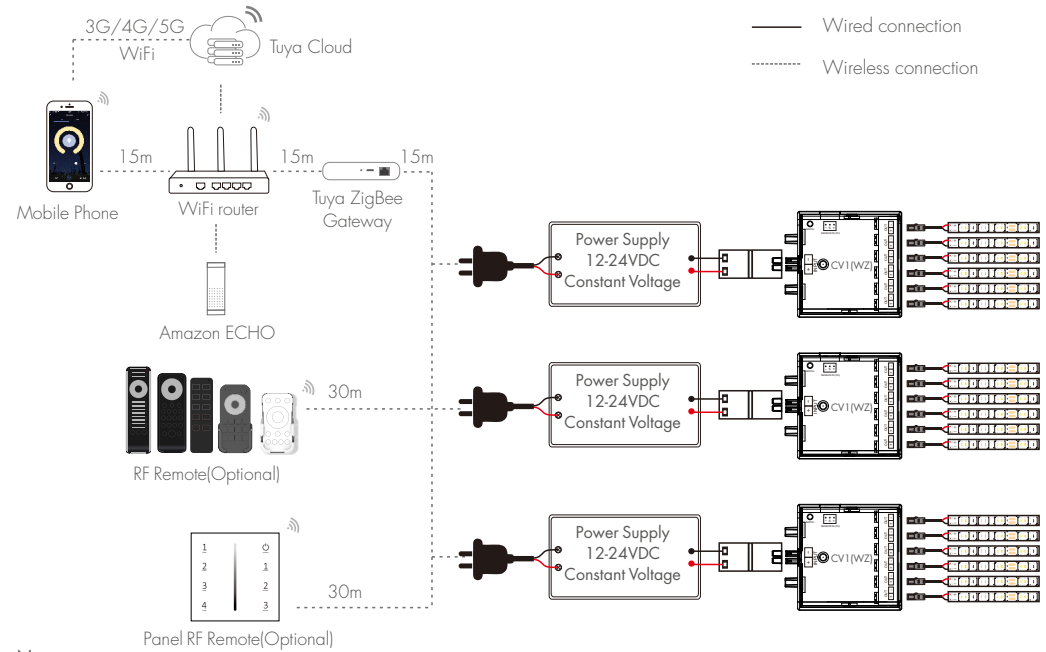 3G/4G/5G
WiFi
Tuya Cloud
Wired connection
Wireless connection
15m
15m
15m
Mobile Phone
WiFi router
Tuya ZigBee
Gateway
Amazon ECHO
30m
RF Remote(Optional)
1
2
3
4
1
2
3
30m
Panel RF Remote(Optional)
Power Supply
12-24VDC
Constant Voltage
CV1(WZ)
Power Supply
12-24VDC
Constant Voltage
CV1(WZ)
Power Supply
12-24VDC
Constant Voltage
CV1(WZ)